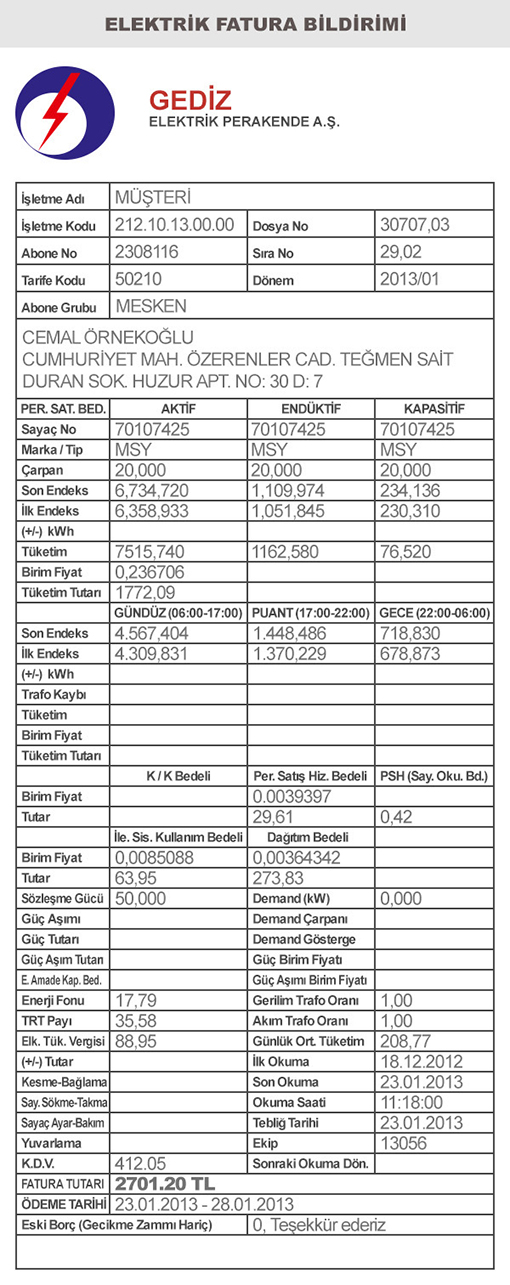 ELEKTRİK FATURA BİLDİRİMİ
GEDİZ
ELEKTRİK PERAKENDE A.Ş.
İşletme Adı MÜŞTERİ
İşletme Kodu 212.10.13.00.00 Dosya No 30707,03
Abone No 2308116 Sıra No 29,02
Tarife Kodu 50210 Dönem 2013/01
Abone Grubu MESKEN
CEMAL ÖRNEKOĞLU
CUMHURİYET MAH. ÖZERENLER CAD. TEĞMEN SAİT
DURAN SOK. HUZUR APT. NO: 30 D: 7
PER. SAT. BED. AKTİF ENDÜKTİF KAPASİTİF
Sayaç No 70107425 70107425 70107425
Marka / Tip MSY MSY MSY
Çarpan 20,000 20,000 20,000
Son Endeks 6,734,720 1,109,974 234,136
İlk Endeks 6,358,933 1,051,845 230,310
(+/-) kWh
Tüketim 7515,740 1162,580 76,520
Birim Fiyat 0,236706
Tüketim Tutarı 1772,09
GÜNDÜZ (06:00-17:00) PUANT (17:00-22:00) GECE (22:00-06:00)
Son Endeks 4.567,404 1.448,486 718,830
İlk Endeks 4.309,831 1.370,229 678,873
(+/-) kWh
Trafo Kaybı
Tüketim
Birim Fiyat
Tüketim Tutarı
K / K Bedeli Per. Satış Hiz. Bedeli PSH (Say. Oku. Bd.)
Birim Fiyat 0.0039397
Tutar 29,61 0,42
İle. Sis. Kullanım Bedeli Dağıtım Bedeli
Birim Fiyat 0,0085088 0,00364342
Tutar 63,95 273,83
Sözleşme Gücü 50,000 Demand (kW) 0,000
Güç Aşımı Demand Çarpanı
Güç Tutarı Demand Gösterge
Güç Aşım Tutarı Güç Birim Fiyatı
E. Amade Kap. Bed. Güç Aşımı Birim Fiyatı
Enerji Fonu 17,79 Gerilim Trafo Oranı 1,00
TRT Payı 35,58 Akım Trafo Oranı 1,00
Elk. Tük. Vergisi 88,95 Günlük Ort. Tüketim 208,77
(+/-) Tutar İlk Okuma 18.12.2012
Kesme-Bağlama Son Okuma 23.01.2013
Say. Sökme-Takma Okuma Saati 11:18:00
Sayaç Ayar-Bakım Tebliğ Tarihi 23.01.2013
Yuvarlama Ekip 13056
K.D.V. 412.05 Sonraki Okuma Dön.
FATURA TUTARI 2701.20 TL
ÖDEME TARİHİ 23.01.2013 - 28.01.2013
Eski Borç (Gecikme Zammı Hariç) 0, Teşekkür ederiz